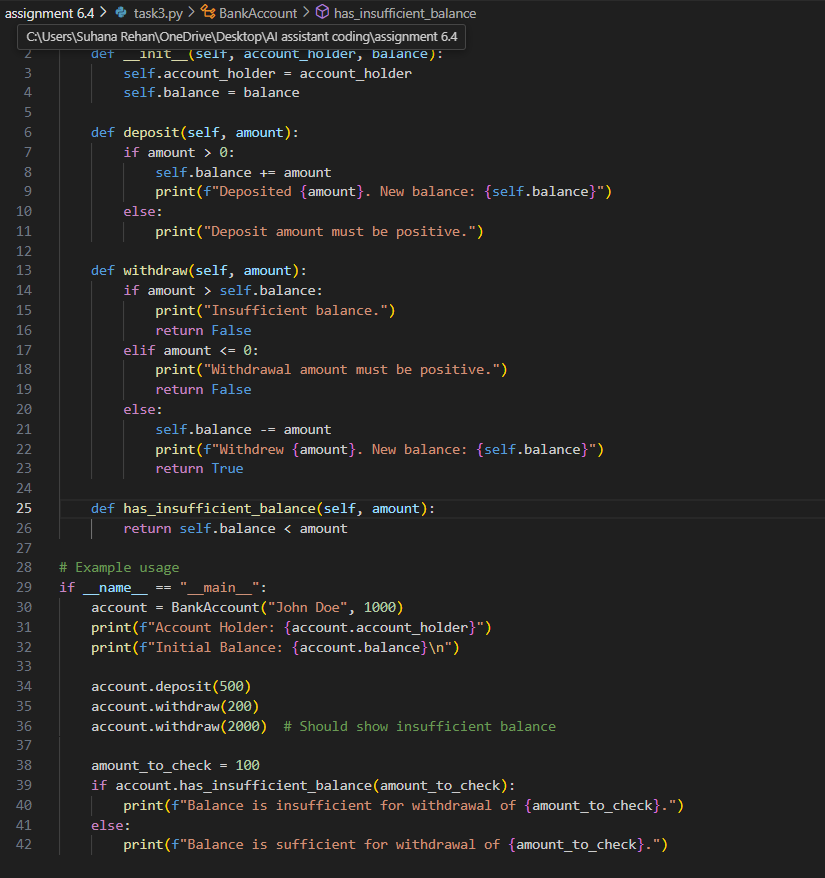 assignment 6.4 > task3.py > BankAccount > has_insufficient_balance
C:\Users\Suhana Rehan\OneDrive\Desktop\AI assistant coding\assignment 6.4
2     def __init__(self, account_holder, balance):
3         self.account_holder = account_holder
4         self.balance = balance
5
6     def deposit(self, amount):
7         if amount > 0:
8             self.balance += amount
9             print(f"Deposited {amount}. New balance: {self.balance}")
10         else:
11             print("Deposit amount must be positive.")
12
13     def withdraw(self, amount):
14         if amount > self.balance:
15             print("Insufficient balance.")
16             return False
17         elif amount <= 0:
18             print("Withdrawal amount must be positive.")
19             return False
20         else:
21             self.balance -= amount
22             print(f"Withdrew {amount}. New balance: {self.balance}")
23             return True
24
25     def has_insufficient_balance(self, amount):
26         return self.balance < amount
27
28 # Example usage
29 if __name__ == "__main__":
30     account = BankAccount("John Doe", 1000)
31     print(f"Account Holder: {account.account_holder}")
32     print(f"Initial Balance: {account.balance}\n")
33
34     account.deposit(500)
35     account.withdraw(200)
36     account.withdraw(2000)  # Should show insufficient balance
37
38     amount_to_check = 100
39     if account.has_insufficient_balance(amount_to_check):
40         print(f"Balance is insufficient for withdrawal of {amount_to_check}.")
41     else:
42         print(f"Balance is sufficient for withdrawal of {amount_to_check}.")